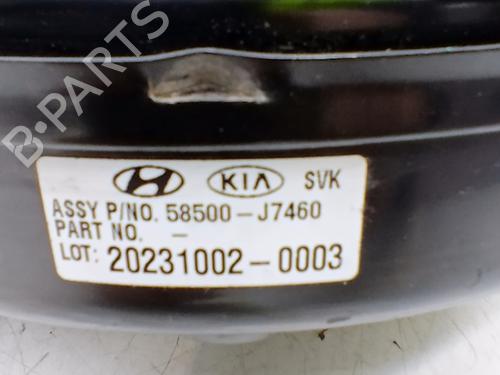 B-PARTS
KIA SVK
ASSY P/NO. 58500-J7460
PART NO. -
LOT: 20231002-0003